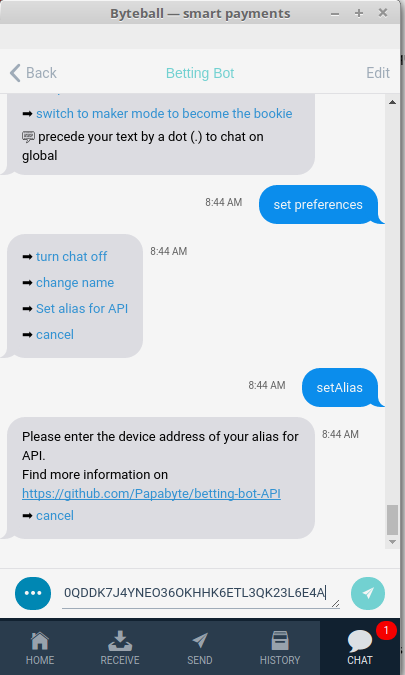 Byteball — smart payments
Back
Betting Bot
Edit
➡ switch to maker mode to become the bookie
💬 precede your text by a dot (.) to chat on
global
8:44 AM
set preferences
➡ turn chat off
8:44 AM
➡ change name
➡ Set alias for API
➡ cancel
8:44 AM
setAlias
Please enter the device address of your alias for
8:44 AM
API.
Find more information on
https://github.com/Papabyte/betting-bot-API
➡ cancel
0QDDK7J4YNEO36OKHHK6ETL3QK23L6E4A
1
HOME
RECEIVE
SEND
HISTORY
CHAT